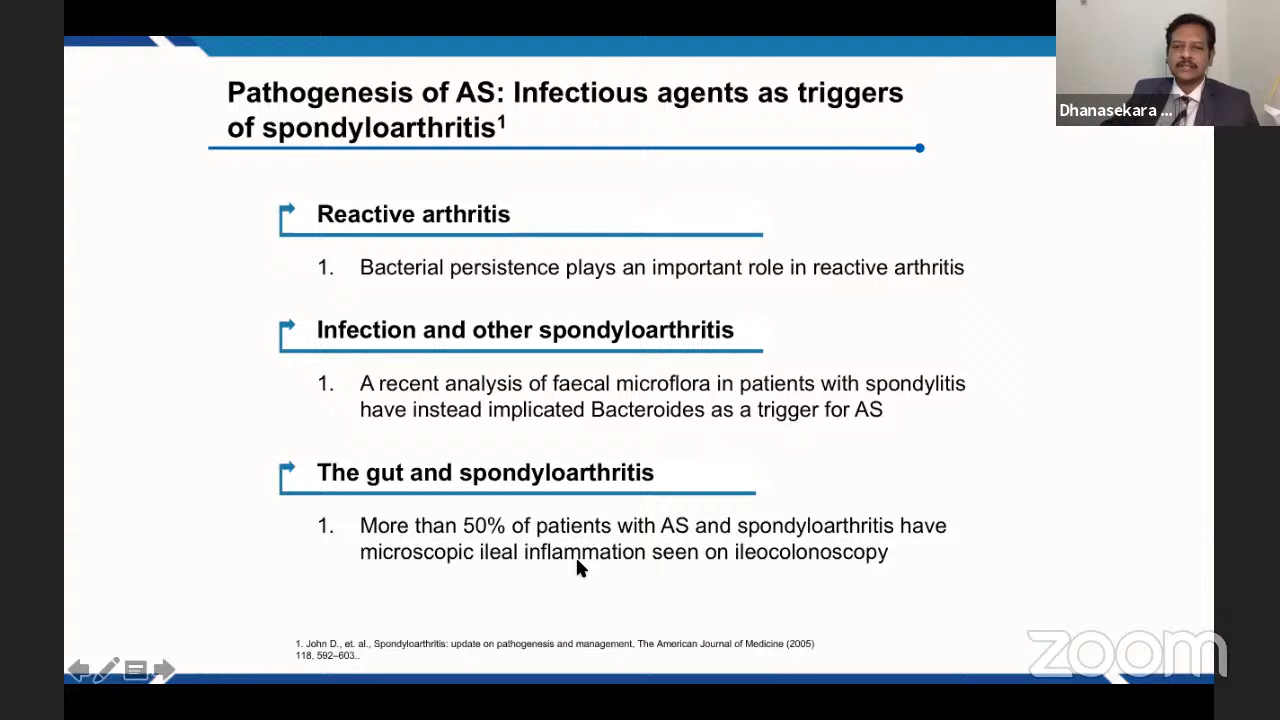 Pathogenesis of AS: Infectious agents as triggers
of spondyloarthritis1
Dhanasekara ...
Reactive arthritis
1. Bacterial persistence plays an important role in reactive arthritis
Infection and other spondyloarthritis
1. A recent analysis of faecal microflora in patients with spondylitis
have instead implicated Bacteroides as a trigger for AS
The gut and spondyloarthritis
1. More than 50% of patients with AS and spondyloarthritis have
microscopic ileal inflammation seen on ileocolonoscopy
1. John D., et. al., Spondyloarthritis: update on pathogenesis and management, The American Journal of Medicine (2005)
118, 592–603..
zoom